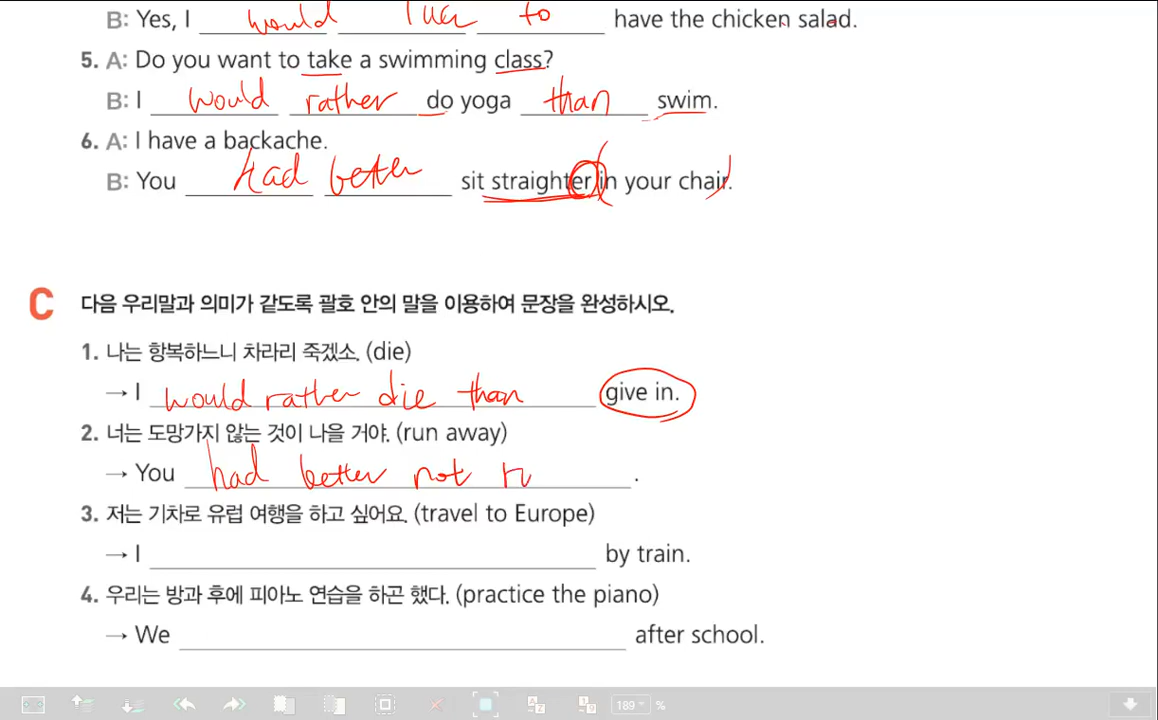 B: Yes, I would like to have the chicken salad.
5. A: Do you want to take a swimming class?
B: I would rather do yoga than swim.
6. A: I have a backache.
B: You had better sit straighter in your chair.
C 다음 우리말과 의미가 같도록 괄호 안의 말을 이용하여 문장을 완성하시오.
1. 나는 항복하느니 차라리 죽겠소. (die)
→ I would rather die than give in.
2. 너는 도망가지 않는 것이 나을 거야. (run away)
→ You had better not ru .
3. 저는 기차로 유럽 여행을 하고 싶어요. (travel to Europe)
→ I by train.
4. 우리는 방과 후에 피아노 연습을 하곤 했다. (practice the piano)
→ We after school.
189 %